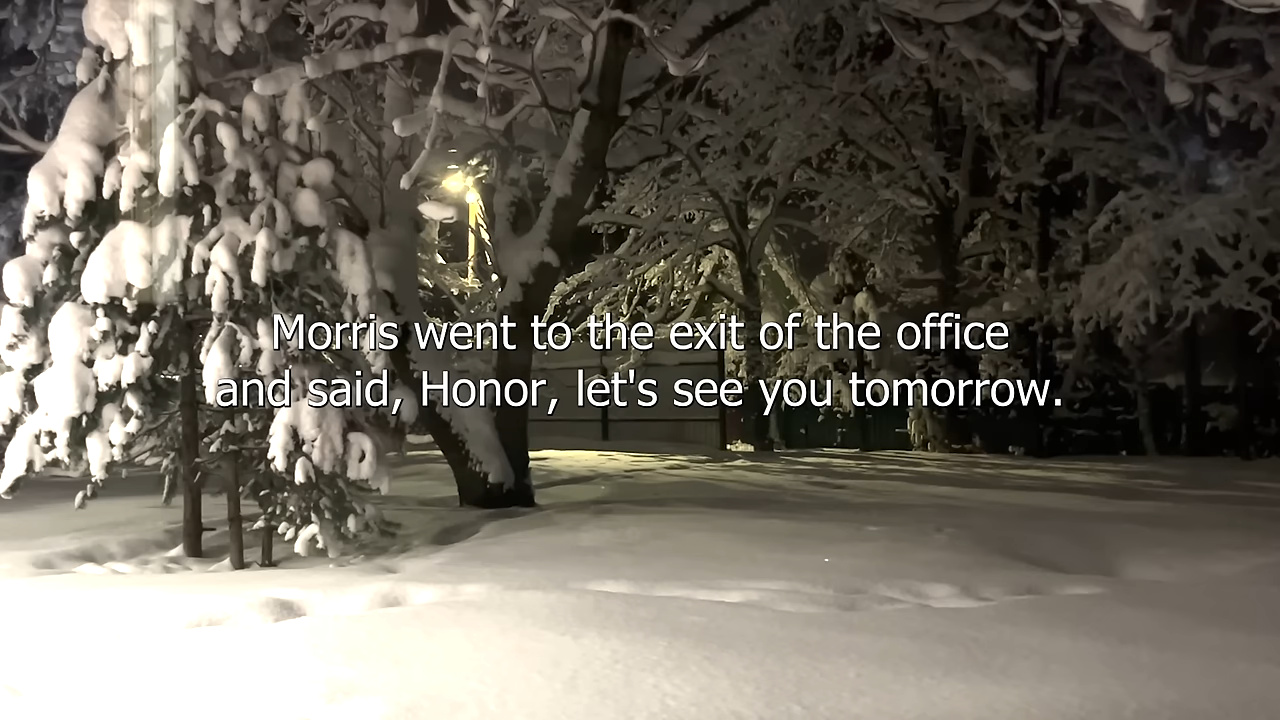 Morris went to the exit of the office
and said, Honor, let's see you tomorrow.